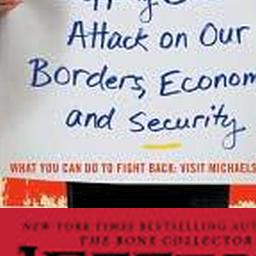 Attack on Our
Borders, Econom
and Security
WHAT YOU CAN DO TO FIGHT BACK: VISIT MICHAELS
NEW YORK TIMES BESTSELLING AU
THE BONE COLLECTOR